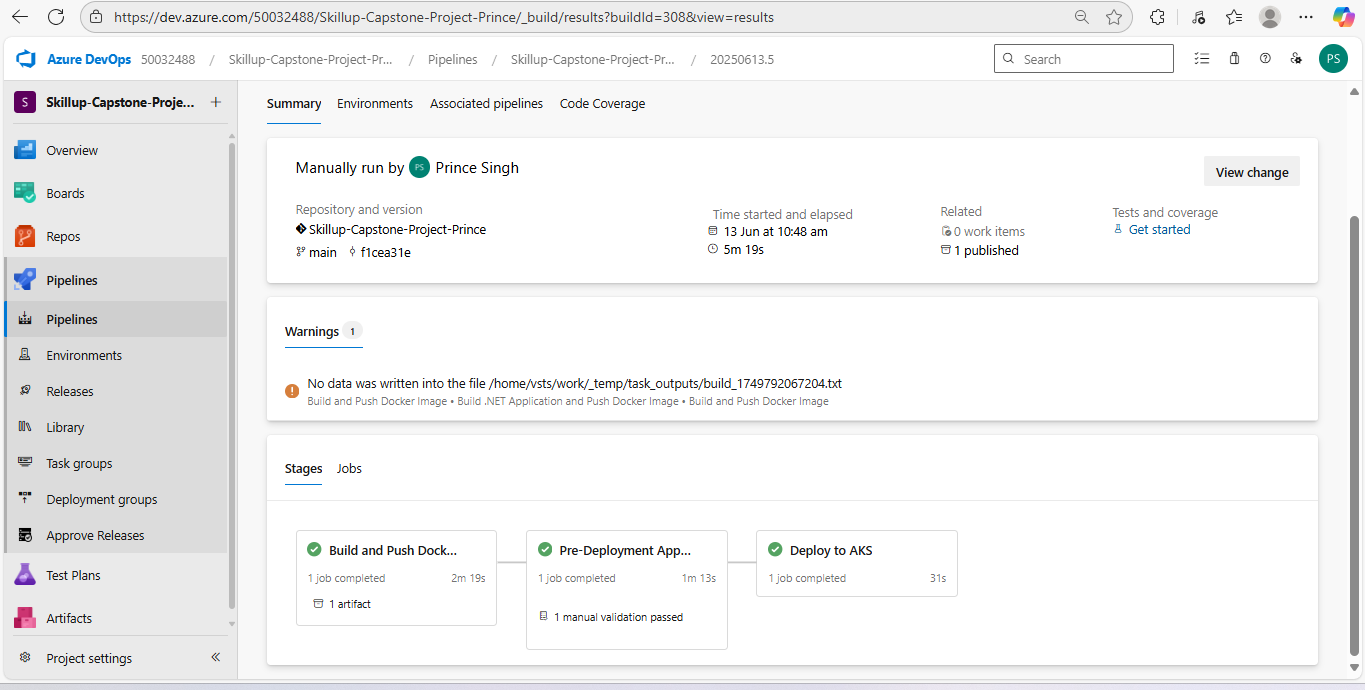 https://dev.azure.com/50032488/Skillup-Capstone-Project-Prince/_build/results?buildId=308&view=results
Azure DevOps 50032488 / Skillup-Capstone-Project-Pr... / Pipelines / Skillup-Capstone-Project-Pr... / 20250613.5
Search
PS
S Skillup-Capstone-Proje... +
Overview
Boards
Repos
Pipelines
Pipelines
Environments
Releases
Library
Task groups
Deployment groups
Approve Releases
Test Plans
Artifacts
Project settings
Summary Environments Associated pipelines Code Coverage
Manually run by PS Prince Singh
View change
Repository and version
Skillup-Capstone-Project-Prince
main f1cea31e
Time started and elapsed
13 Jun at 10:48 am
5m 19s
Related
0 work items
1 published
Tests and coverage
Get started
Warnings 1
No data was written into the file /home/vsts/work/_temp/task_outputs/build_1749792067204.txt
Build and Push Docker Image • Build .NET Application and Push Docker Image • Build and Push Docker Image
Stages Jobs
Build and Push Dock...
1 job completed 2m 19s
1 artifact
Pre-Deployment App...
1 job completed 1m 13s
1 manual validation passed
Deploy to AKS
1 job completed 31s